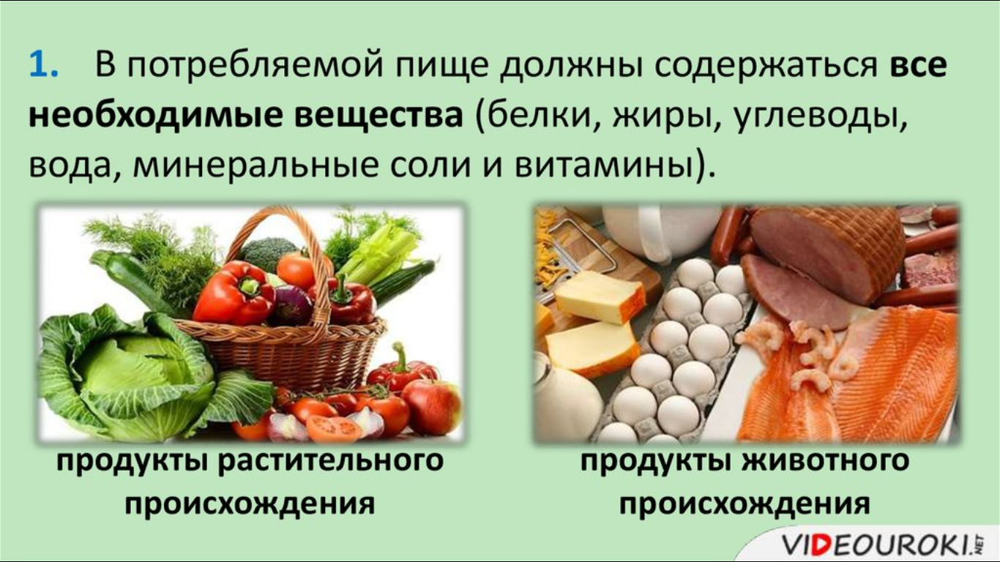 1. В потребляемой пище должны содержаться все
необходимые вещества (белки, жиры, углеводы,
вода, минеральные соли и витамины).
продукты растительного
происхождения
продукты животного
происхождения
VIDEOUROKI.NET